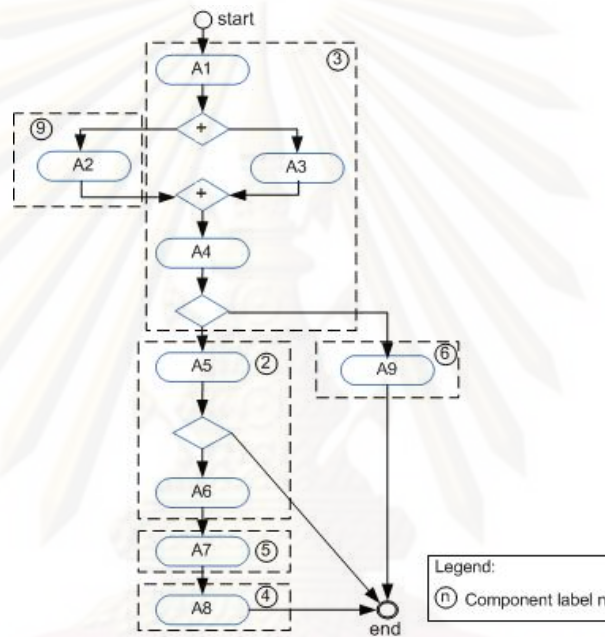 start
A1
3
+
9
A2
A3
+
A4
A5
2
A9
6
A6
A7
5
A8
4
end
Legend:
n Component label n